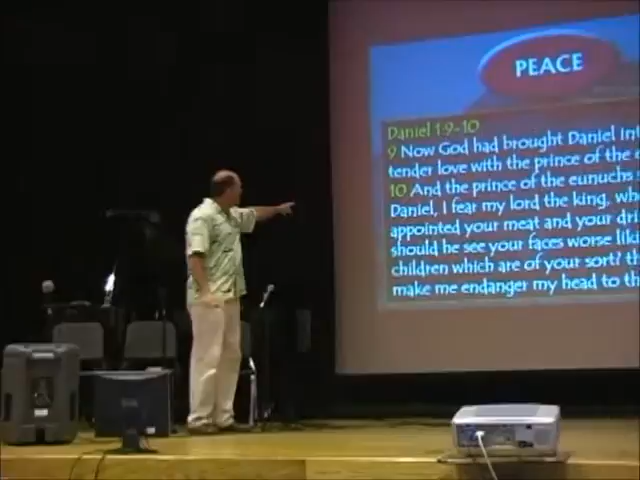 PEACE
Daniel 1:9-10
9 Now God had brought Daniel int
tender love with the prince of the
10 And the prince of the eunuchs
Daniel, I fear my lord the king, wh
appointed your meat and your dri
should he see your faces worse lik
children which are of your sort? th
make me endanger my head to th